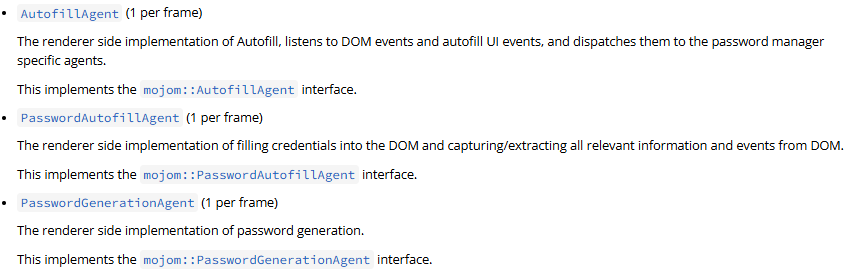 • AutofillAgent (1 per frame)
The renderer side implementation of Autofill, listens to DOM events and autofill UI events, and dispatches them to the password manager
specific agents.
This implements the mojom::AutofillAgent interface.
• PasswordAutofillAgent (1 per frame)
The renderer side implementation of filling credentials into the DOM and capturing/extracting all relevant information and events from DOM.
This implements the mojom::PasswordAutofillAgent interface.
• PasswordGenerationAgent (1 per frame)
The renderer side implementation of password generation.
This implements the mojom::PasswordGenerationAgent interface.